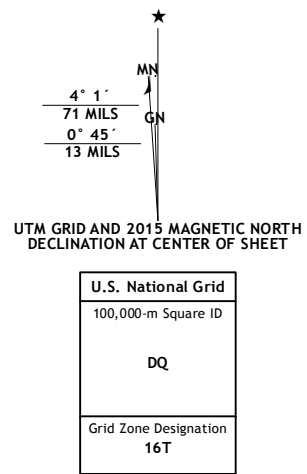 ★
MN
4° 1´
71 MILS
GN
0° 45´
13 MILS
UTM GRID AND 2015 MAGNETIC NORTH
DECLINATION AT CENTER OF SHEET
U.S. National Grid
100,000-m Square ID
DQ
Grid Zone Designation
16T